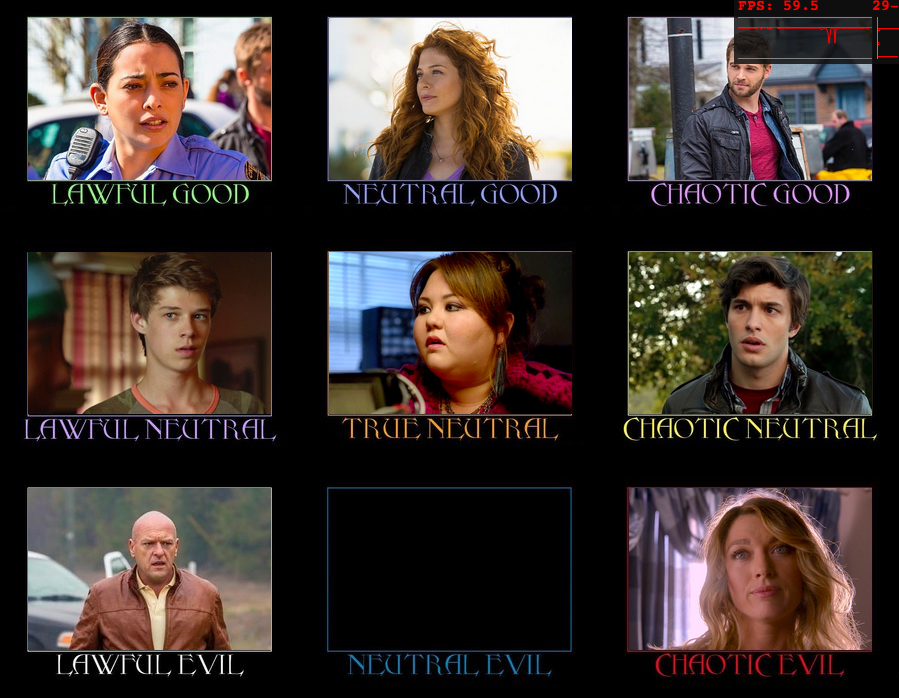 FPS: 59.5 29-
LAWFUL GOOD
NEUTRAL GOOD
CHAOTIC GOOD
LAWFUL NEUTRAL
TRUE NEUTRAL
CHAOTIC NEUTRAL
LAWFUL EVIL
NEUTRAL EVIL
CHAOTIC EVIL